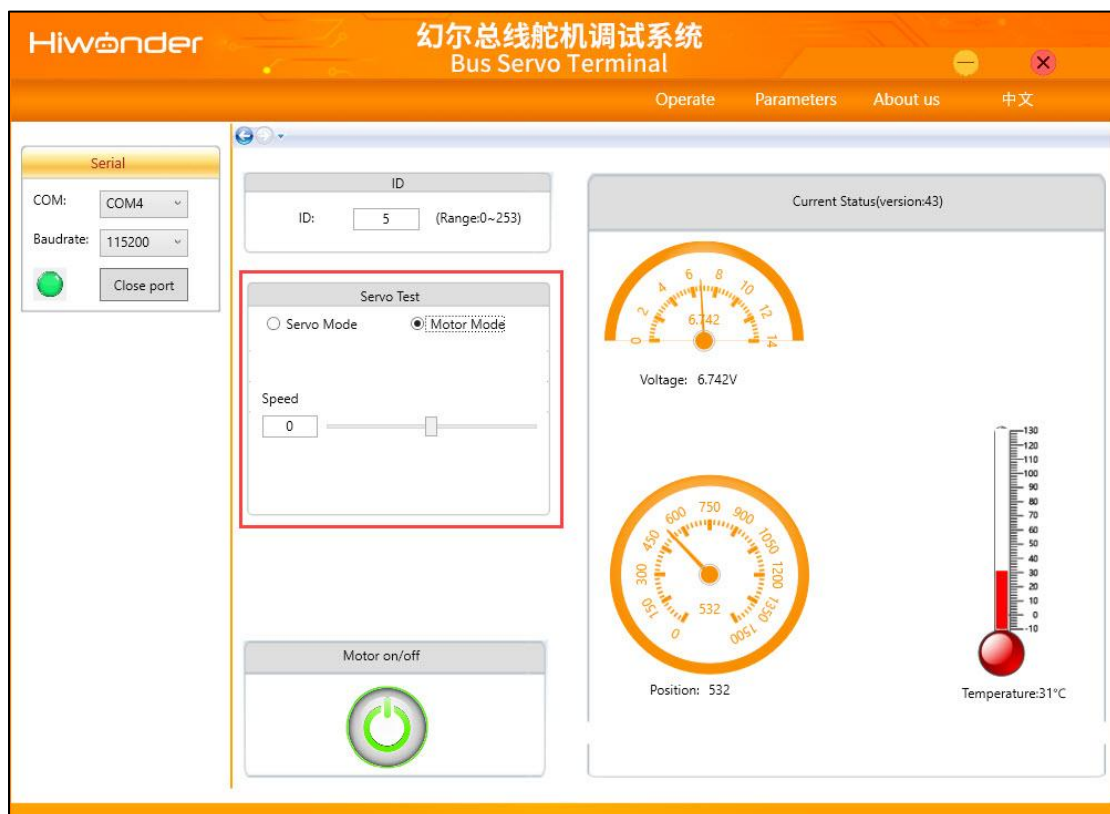 Hiwonder
幻尔总线舵机调试系统
Bus Servo Terminal
Operate Parameters About us 中文
Serial
COM: COM4
Baudrate: 115200
Close port
ID
ID: 5 (Range:0~253)
Servo Test
Servo Mode Motor Mode
Speed
0
Motor on/off
Current Status(version:43)
0 2 4 6 8 10 12 14
6.742
Voltage: 6.742V
0 150 300 450 600 750 900 1050 1200 1350 1500
532
Position: 532
130
120
110
100
90
80
70
60
50
40
30
20
10
0
-10
Temperature:31°C